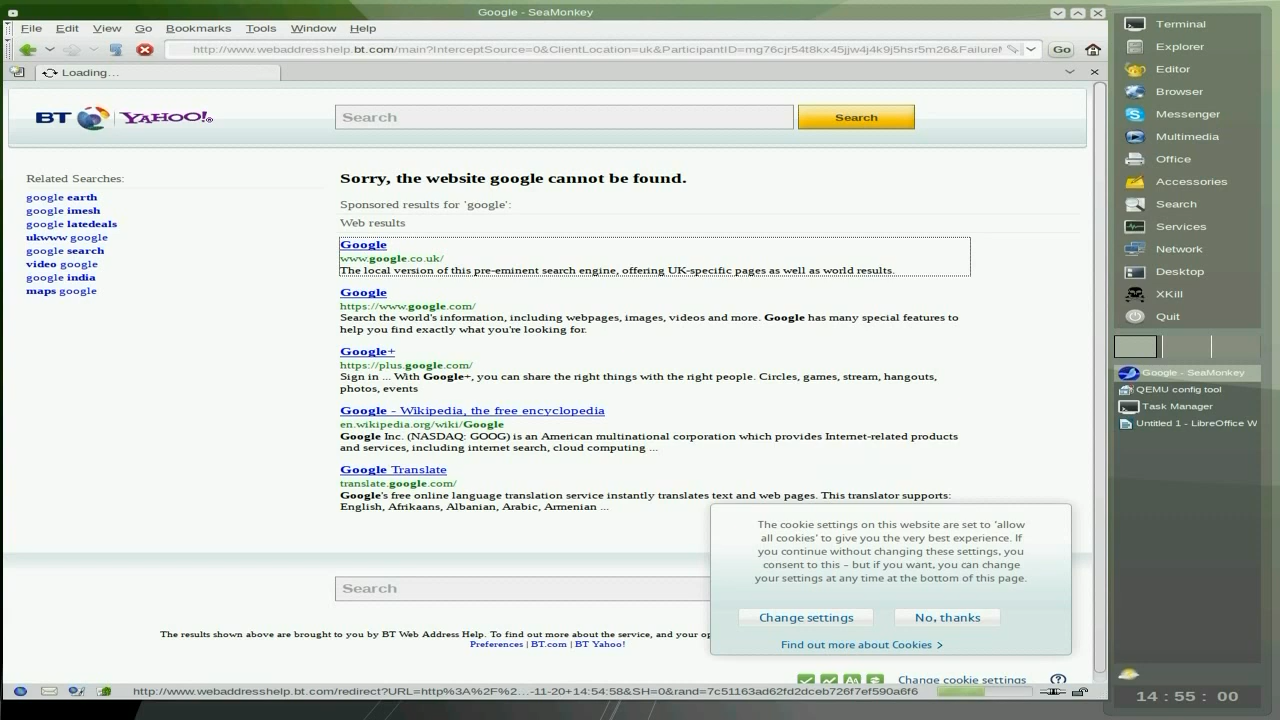 Google - SeaMonkey
File Edit View Go Bookmarks Tools Window Help
Go
Loading...
BT YAHOO!
Search
Search
Related Searches:
google earth
google imesh
google latedeals
ukwww google
google search
video google
google india
maps google
Sorry, the website google cannot be found.
Sponsored results for 'google':
Web results
Google
www.google.co.uk/
The local version of this pre-eminent search engine, offering UK-specific pages as well as world results.
Google
https://www.google.com/
Search the world's information, including webpages, images, videos and more. Google has many special features to
help you find exactly what you're looking for.
Google+
https://plus.google.com/
Sign in ... With Google+, you can share the right things with the right people. Circles, games, stream, hangouts,
photos, events
Google - Wikipedia, the free encyclopedia
en.wikipedia.org/wiki/Google
Google Inc. (NASDAQ: GOOG) is an American multinational corporation which provides Internet-related products
and services, including internet search, cloud computing ...
Google Translate
translate.google.com/
Google's free online language translation service instantly translates text and web pages. This translator supports:
English, Afrikaans, Albanian, Arabic, Armenian ...
The cookie settings on this website are set to 'allow
all cookies' to give you the very best experience. If
you continue without changing these settings, you
consent to this – but if you want, you can change
your settings at any time at the bottom of this page.
Change settings No, thanks
Find out more about Cookies >
Search
The results shown above are brought to you by BT Web Address Help. To find out more about the service, and your op
Preferences | BT.com | BT Yahoo!
Change cookie settings
http://www.webaddresshelp.bt.com/redirect?URL=http%3A%2F%2...-11-20+14:54:58&SH=0&rand=7c51163ad62fd2dceb726f7ef590a6f6
Terminal
Explorer
Editor
Browser
Messenger
Multimedia
Office
Accessories
Search
Services
Network
Desktop
XKill
Quit
Google - SeaMonkey
QEMU config tool
Task Manager
Untitled 1 - LibreOffice W
14:55: 00